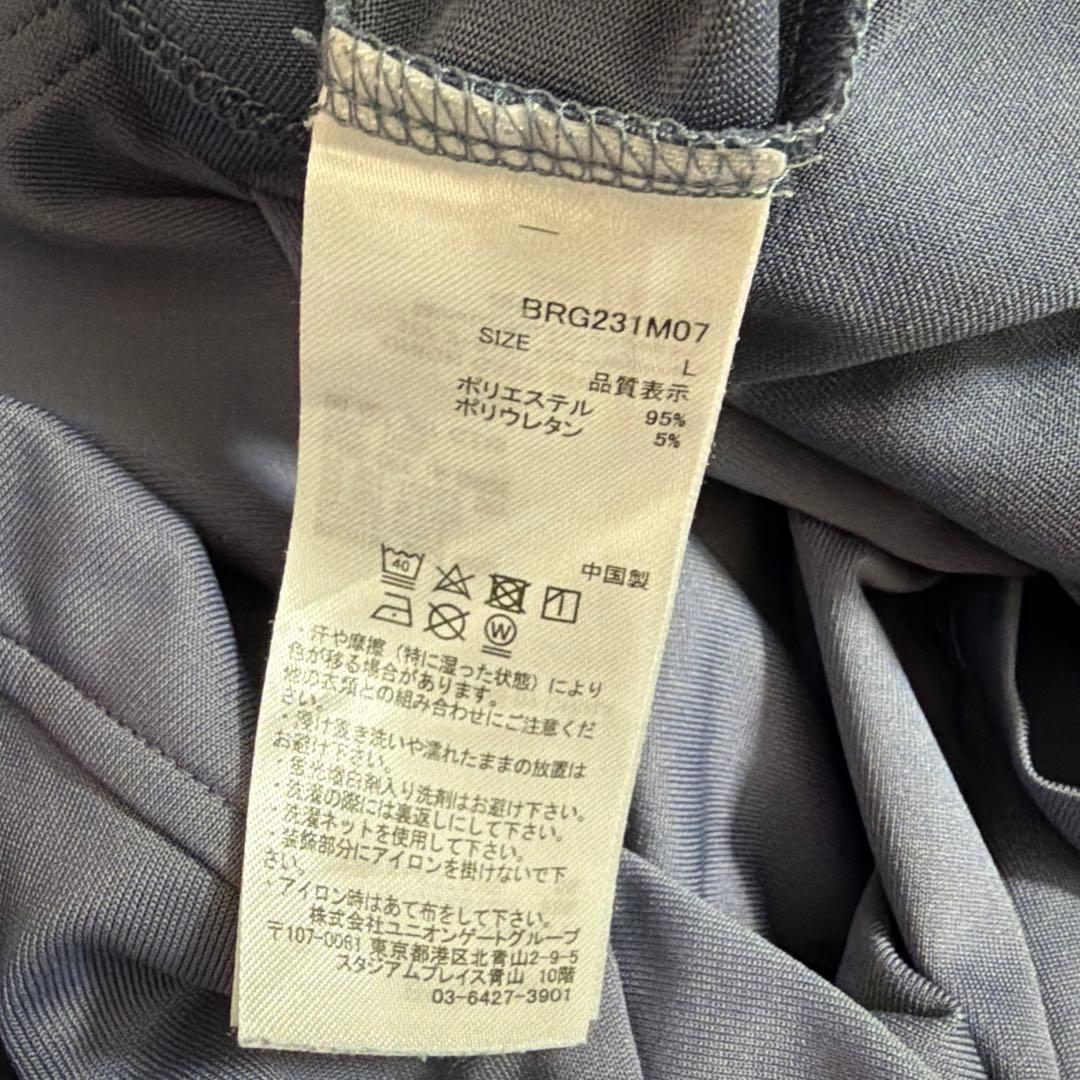 BRG231M07
SIZE L
品質表示
ポリエステル 95%
ポリウレタン 5%
中国製
40
1
W
・汗や摩擦(特に湿った状態)により
色が移る場合があります。
他の衣類との組み合わせにご注意くだ
さい。
・漬け置き洗いや濡れたままの放置は
お避け下さい。
・蛍光増白剤入り洗剤はお避け下さい。
・洗濯の際には裏返しにして下さい。
・洗濯ネットを使用して下さい。
・装飾部分にアイロンを掛けないで下
さい。
・アイロン時はあて布をして下さい。
株式会社ユニオンゲートグループ
〒107-0061 東京都港区北青山2-9-5
スタジアムプレイス青山 10階
03-6427-3901